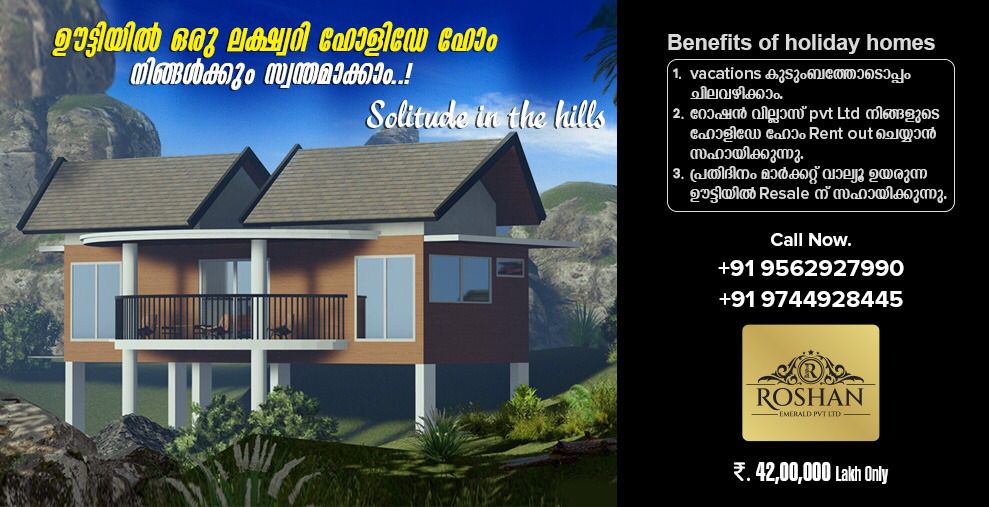 ഊട്ടിയിൽ ഒരു ലക്ഷ്വറി ഹോളിഡേ ഹോം
നിങ്ങൾക്കും സ്വന്തമാക്കാം..!
Solitude in the hills
Benefits of holiday homes
1. vacations കുടുംബത്തോടൊപ്പം
ചിലവഴിക്കാം.
2. റോഷൻ വില്ലാസ് pvt Ltd നിങ്ങളുടെ
ഹോളിഡേ ഹോം Rent out ചെയ്യാൻ
സഹായിക്കുന്നു.
3. പ്രതിദിനം മാർക്കറ്റ് വാല്യൂ ഉയരുന്ന
ഊട്ടിയിൽ Resale ന് സഹായിക്കുന്നു.
Call Now.
+91 9562927990
+91 9744928445
R
ROSHAN
EMERALD PVT LTD
₹. 42,00,000 Lakh Only